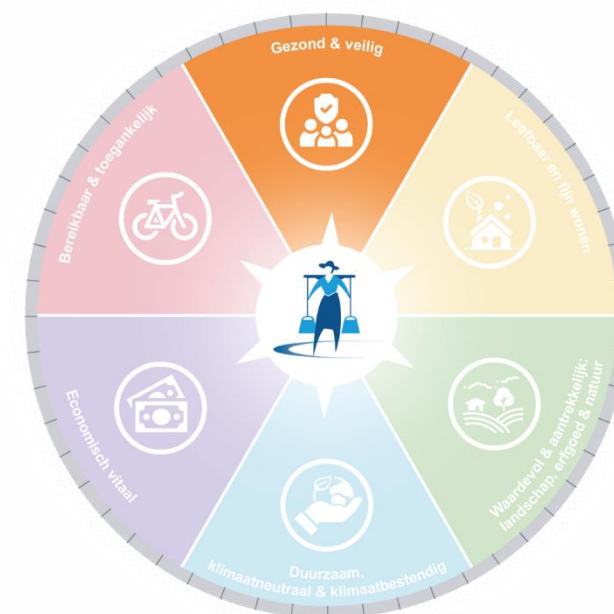 Gezond & veilig
Leefbaar en fijn wonen
Waardevol & aantrekkelijk:
landschap, erfgoed & natuur
Duurzaam,
klimaatneutraal & klimaatbestendig
Economisch vitaal
Bereikbaar & toegankelijk